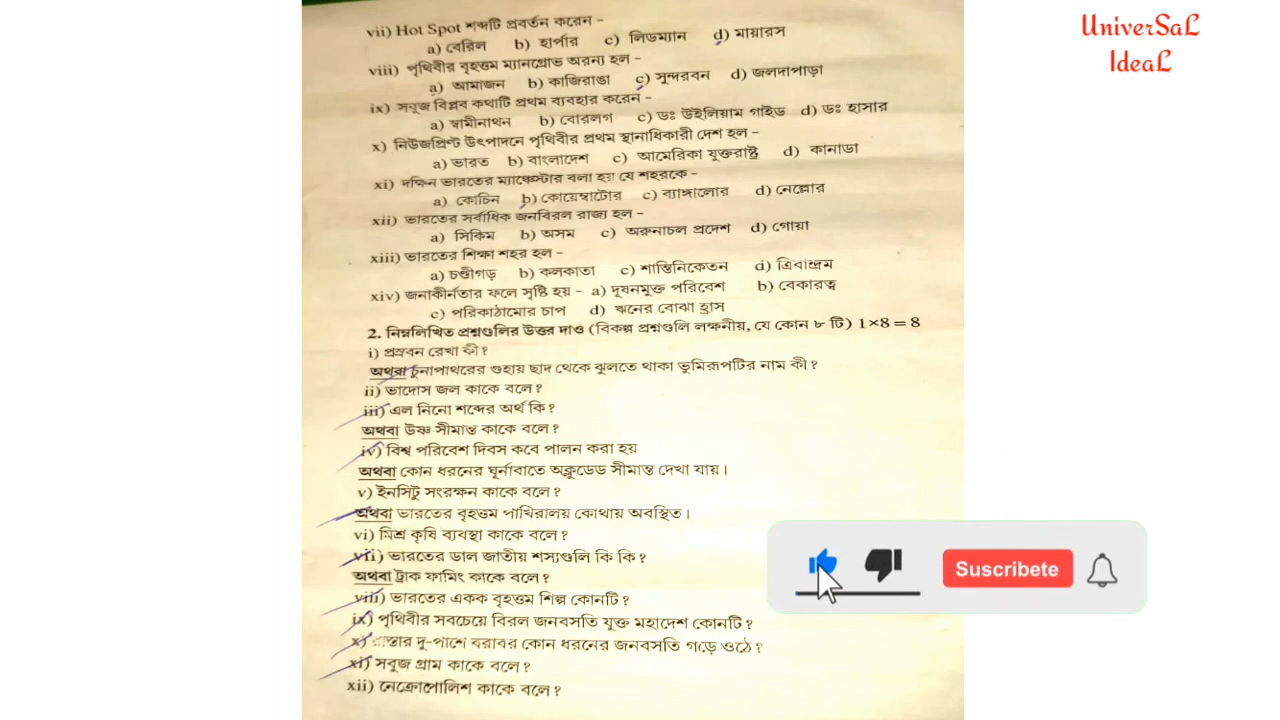 UniverSaL
IdeaL
vii) Hot Spot শব্দটি প্রবর্তন করেন -
a) বেরিল b) হার্পার c) লিডম্যান d) মায়ারস
viii) পৃথিবীর বৃহত্তম ম্যানগ্রোভ অরন্য হল -
a) আমাজন b) কাজিরাঙা c) সুন্দরবন d) জলদাপাড়া
ix) সবুজ বিপ্লব কথাটি প্রথম ব্যবহার করেন -
a) স্বামীনাথন b) বোরলগ c) ডঃ উইলিয়াম গাইড d) ডঃ হাসার
x) নিউজপ্রিন্ট উৎপাদনে পৃথিবীর প্রথম স্থানাধিকারী দেশ হল -
a) ভারত b) বাংলাদেশ c) আমেরিকা যুক্তরাষ্ট্র d) কানাডা
xi) দক্ষিন ভারতের ম্যাঞ্চেস্টার বলা হয় যে শহরকে -
a) কোচিন b) কোয়েম্বাটোর c) ব্যাঙ্গালোর d) নেল্লোর
xii) ভারতের সর্বাধিক জনবিরল রাজ্য হল -
a) সিকিম b) অসম c) অরুনাচল প্রদেশ d) গোয়া
xiii) ভারতের শিক্ষা শহর হল -
a) চণ্ডীগড় b) কলকাতা c) শান্তিনিকেতন d) ত্রিবান্দ্রম
xiv) জনাকীর্নতার ফলে সৃষ্টি হয় - a) দূষনমুক্ত পরিবেশ b) বেকারত্ব
c) পরিকাঠামোর চাপ d) ঋনের বোঝা হ্রাস
2. নিম্নলিখিত প্রশ্নগুলির উত্তর দাও (বিকল্প প্রশ্নগুলি লক্ষনীয়, যে কোন ৮ টি) 1×8 = 8
i) প্রস্রবন রেখা কী?
অথবা চুনাপাথরের গুহায় ছাদ থেকে ঝুলতে থাকা ভুমিরূপটির নাম কী?
ii) ভাদোস জল কাকে বলে?
iii) এল নিনো শব্দের অর্থ কি?
অথবা উষ্ণ সীমান্ত কাকে বলে?
iv) বিশ্ব পরিবেশ দিবস কবে পালন করা হয়
অথবা কোন ধরনের ঘূর্নাবাতে অক্লুডেড সীমান্ত দেখা যায়।
v) ইনসিটু সংরক্ষন কাকে বলে?
অথবা ভারতের বৃহত্তম পাখিরালয় কোথায় অবস্থিত।
vi) মিশ্র কৃষি ব্যবস্থা কাকে বলে?
vii) ভারতের ডাল জাতীয় শস্যগুলি কি কি?
অথবা ট্রাক ফার্মিং কাকে বলে?
viii) ভারতের একক বৃহত্তম শিল্প কোনটি?
ix) পৃথিবীর সবচেয়ে বিরল জনবসতি যুক্ত মহাদেশ কোনটি?
x) রাস্তার দু-পাশে বরাবর কোন ধরনের জনবসতি গড়ে ওঠে?
xi) সবুজ গ্রাম কাকে বলে?
xii) নেক্রোপোলিশ কাকে বলে?
Suscribete